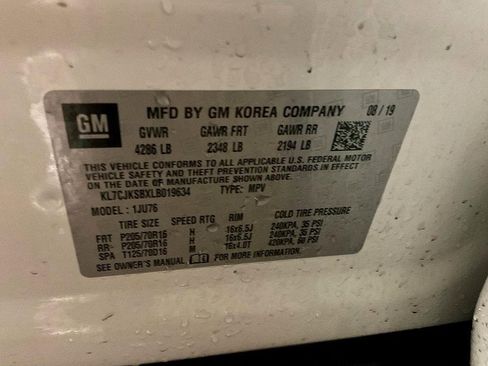 GM MFD BY GM KOREA COMPANY 08/19
GVWR GAWR FRT GAWR RR
4286 LB 2348 LB 2194 LB
THIS VEHICLE CONFORMS TO ALL APPLICABLE U.S. FEDERAL MOTOR
VEHICLE SAFETY AND THEFT PREVENTION STANDARDS IN EFFECT
ON THE DATE OF MANUFACTURE SHOWN ABOVE.
KL7CJKSBXLB019634 TYPE: MPV
MODEL: 1JU76
TIRE SIZE SPEED RTG RIM COLD TIRE PRESSURE
FRT P205/70R16 H 16x6.5J 240KPA, 35 PSI
RR- P205/70R16 H 16x6.5J 240KPA, 35 PSI
SPA T125/70D16 M 16x4.0T 420KPA, 60 PSI
SEE OWNER'S MANUAL FOR MORE INFORMATION.